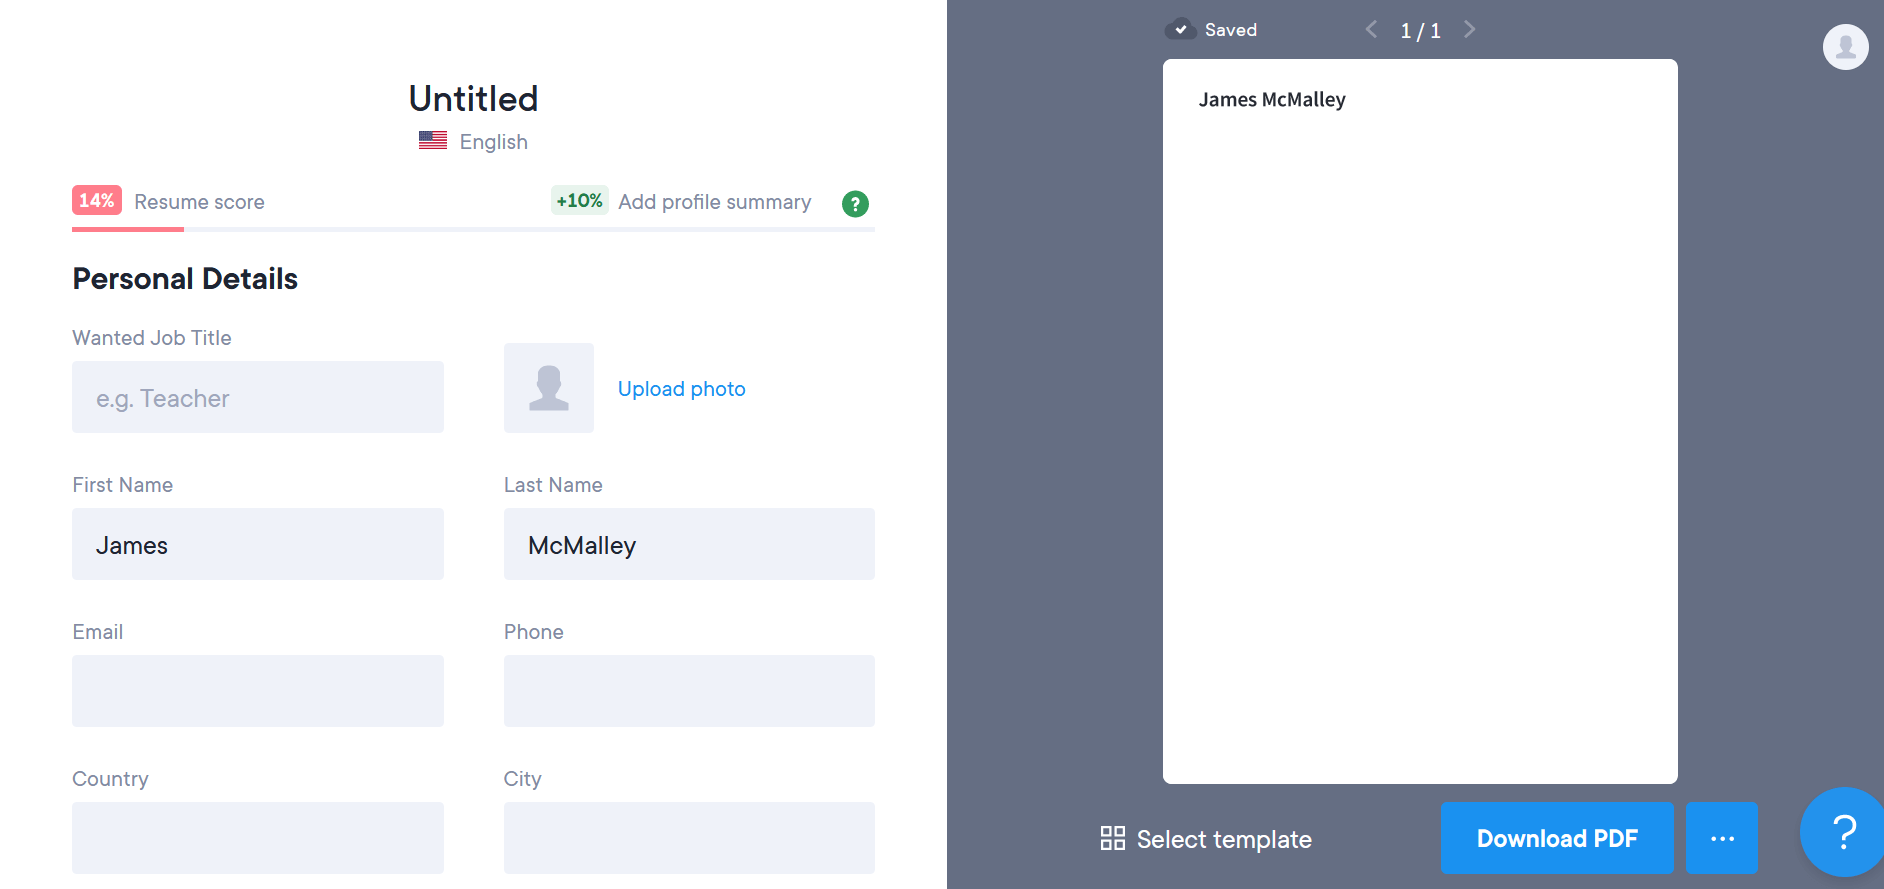 Untitled
English
14% Resume score
+10% Add profile summary
?
Personal Details
Wanted Job Title
e.g. Teacher
Upload photo
First Name
James
Last Name
McMalley
Email
Phone
Country
City
Saved
1 / 1
James McMalley
Select template
Download PDF
...
?